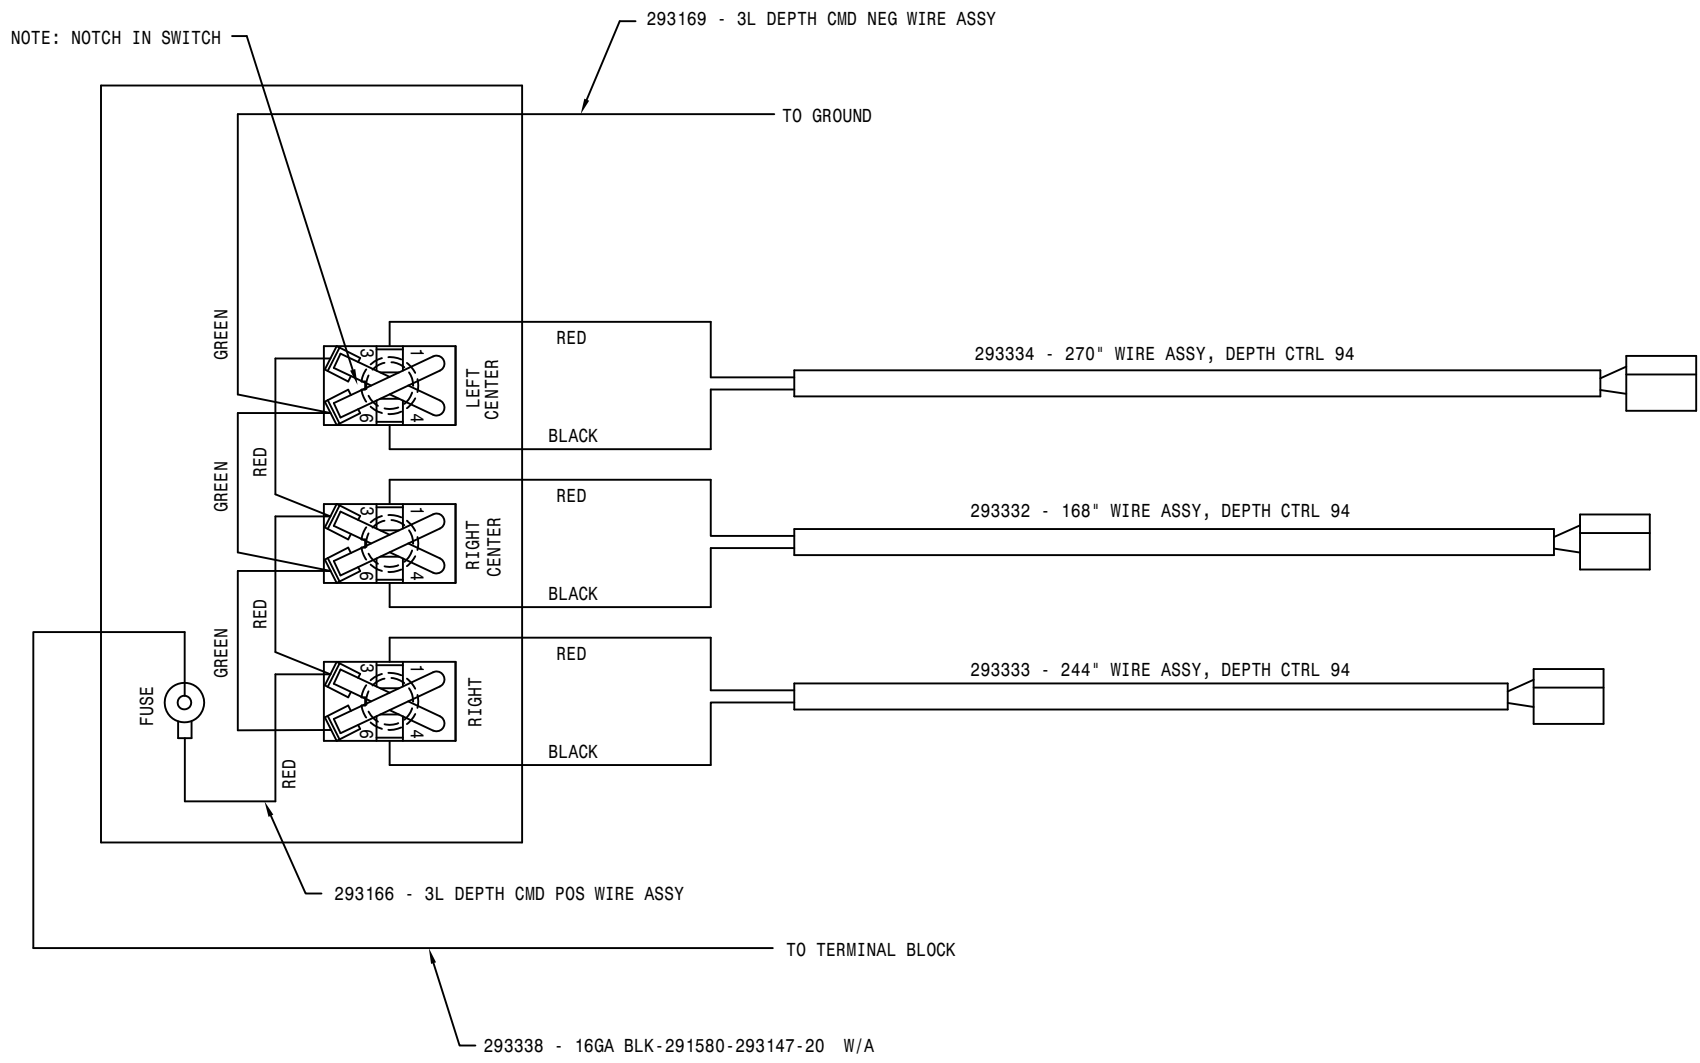 293169 - 3L DEPTH CMD NEG WIRE ASSY
NOTE: NOTCH IN SWITCH
TO GROUND
GREEN
RED
3
1
6
4
LEFT
CENTER
293334 - 270" WIRE ASSY, DEPTH CTRL 94
BLACK
GREEN
RED
RED
3
1
6
4
RIGHT
CENTER
293332 - 168" WIRE ASSY, DEPTH CTRL 94
BLACK
GREEN
RED
RED
3
1
6
4
RIGHT
293333 - 244" WIRE ASSY, DEPTH CTRL 94
FUSE
BLACK
RED
293166 - 3L DEPTH CMD POS WIRE ASSY
TO TERMINAL BLOCK
293338 - 16GA BLK-291580-293147-20 W/A